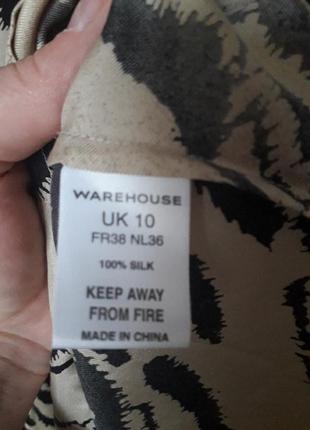 WAREHOUSE
UK 10
FR38 NL36
100% SILK
KEEP AWAY
FROM FIRE
MADE IN CHINA